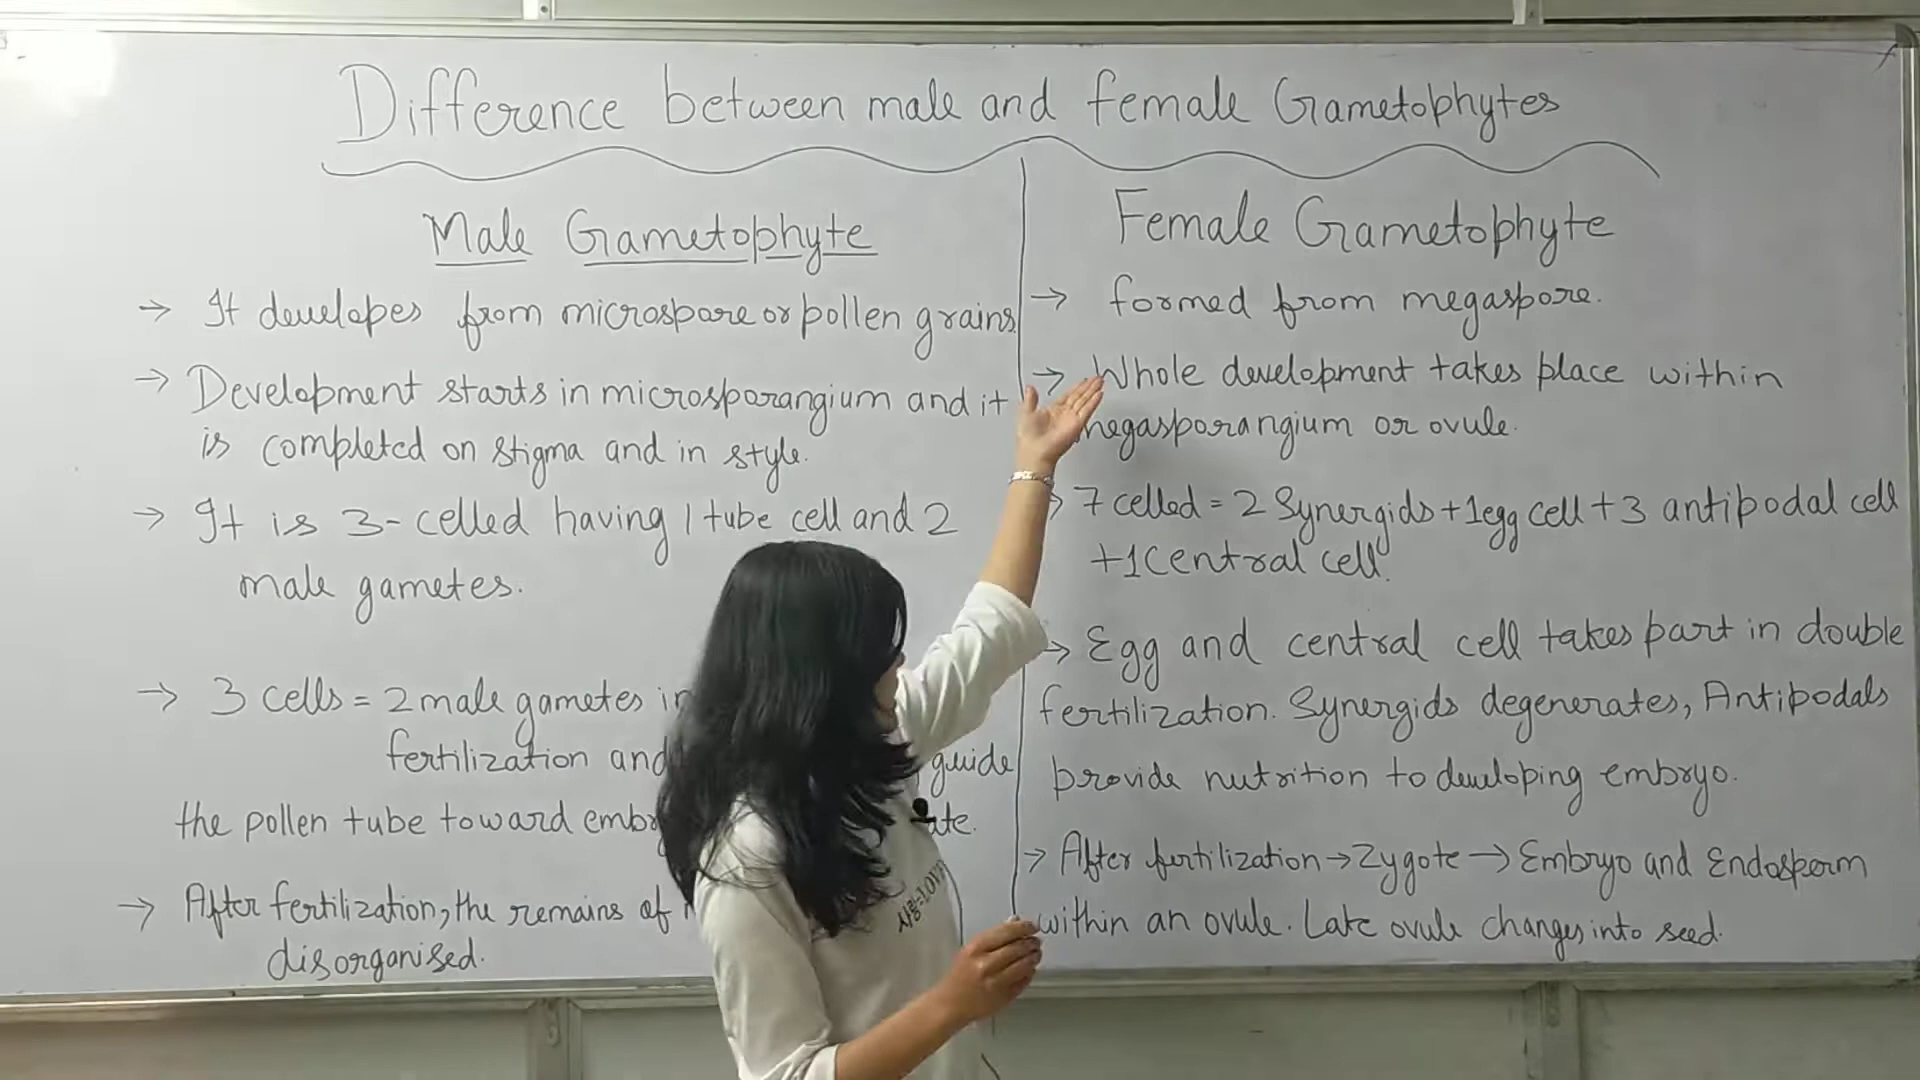 Difference between male and female Gametophytes
Male Gametophyte
→ It developes from microspore or pollen grains.
→ Development starts in microsporangium and it
is completed on stigma and in style.
→ It is 3-celled having 1 tube cell and 2
male gametes.
→ 3 cells = 2 male gametes
fertilization and guide
the pollen tube toward
→ After fertilization, the remains of
disorganised.
Female Gametophyte
→ formed from megaspore.
→ Whole development takes place within
megasporangium or ovule.
→ 7 celled = 2 Synergids + 1 egg cell + 3 antipodal cell
+ 1 Central cell.
→ Egg and central cell takes part in double
fertilization. Synergids degenerates, Antipodals
provide nutrition to developing embryo.
→ After fertilization → Zygote → Embryo and Endosperm
within an ovule. Late ovule changes into seed.